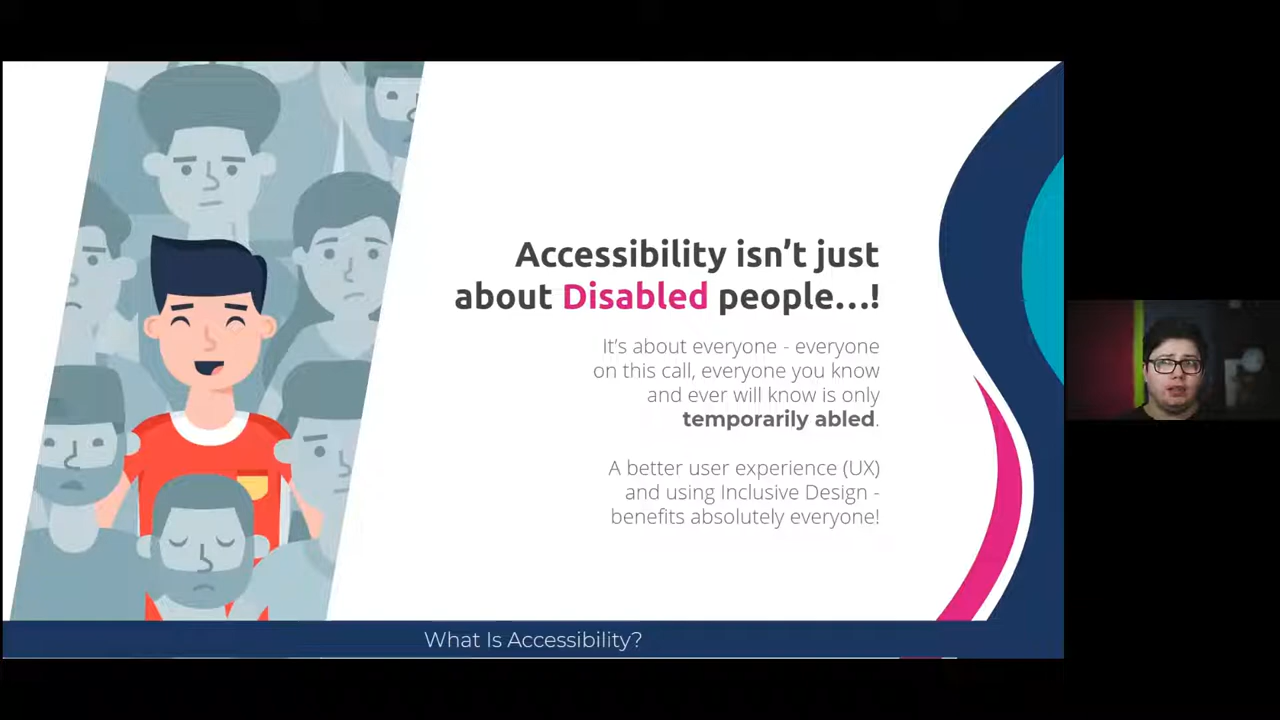 Accessibility isn’t just
about Disabled people...!
It’s about everyone - everyone
on this call, everyone you know
and ever will know is only
temporarily abled.
A better user experience (UX)
and using Inclusive Design -
benefits absolutely everyone!
What Is Accessibility?